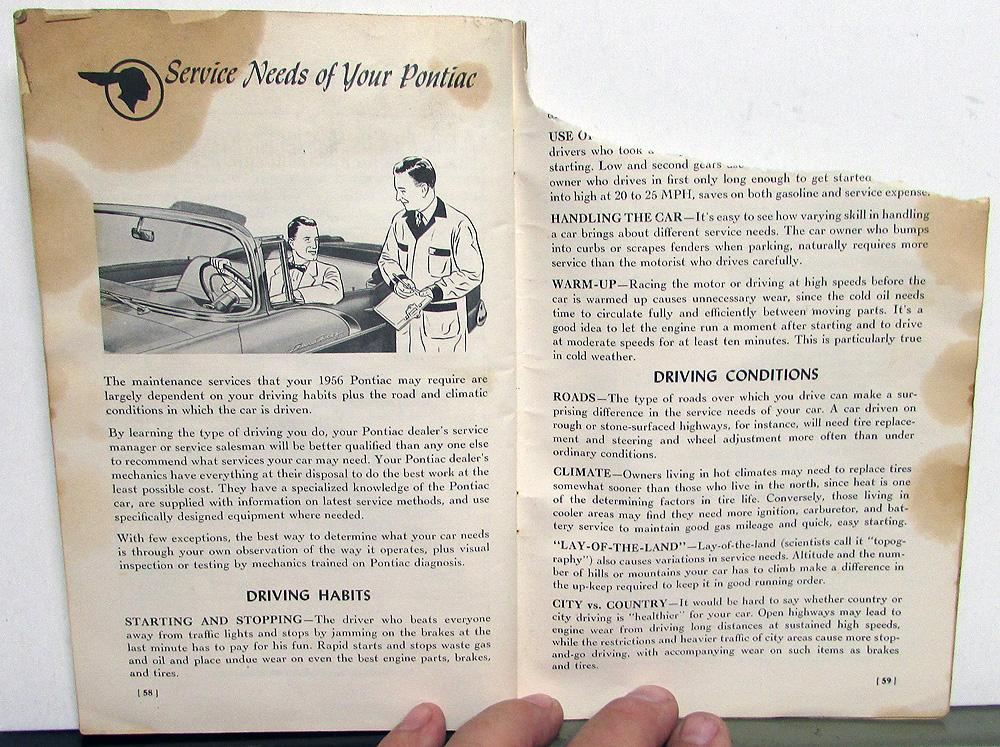 Service Needs of Your Pontiac
The maintenance services that your 1956 Pontiac may require are
largely dependent on your driving habits plus the road and climatic
conditions in which the car is driven.
By learning the type of driving you do, your Pontiac dealer's service
manager or service salesman will be better qualified than any one else
to recommend what services your car may need. Your Pontiac dealer's
mechanics have everything at their disposal to do the best work at the
least possible cost. They have a specialized knowledge of the Pontiac
car, are supplied with information on latest service methods, and use
specifically designed equipment where needed.
With few exceptions, the best way to determine what your car needs
is through your own observation of the way it operates, plus visual
inspection or testing by mechanics trained on Pontiac diagnosis.
DRIVING HABITS
STARTING AND STOPPING—The driver who beats everyone
away from traffic lights and stops by jamming on the brakes at the
last minute has to pay for his fun. Rapid starts and stops waste gas
and oil and place undue wear on even the best engine parts, brakes,
and tires.
[ 58 ]
USE
drivers who took
starting. Low and second gears
owner who drives in first only long enough to get started
into high at 20 to 25 MPH, saves on both gasoline and service expense.
HANDLING THE CAR—It's easy to see how varying skill in handling
a car brings about different service needs. The car owner who bumps
into curbs or scrapes fenders when parking, naturally requires more
service than the motorist who drives carefully.
WARM-UP—Racing the motor or driving at high speeds before the
car is warmed up causes unnecessary wear, since the cold oil needs
time to circulate fully and efficiently between moving parts. It's a
good idea to let the engine run a moment after starting and to drive
at moderate speeds for at least ten minutes. This is particularly true
in cold weather.
DRIVING CONDITIONS
ROADS—The type of roads over which you drive can make a sur-
prising difference in the service needs of your car. A car driven on
rough or stone-surfaced highways, for instance, will need tire replace-
ment and steering and wheel adjustment more often than under
ordinary conditions.
CLIMATE—Owners living in hot climates may need to replace tires
somewhat sooner than those who live in the north, since heat is one
of the determining factors in tire life. Conversely, those living in
cooler areas may find they need more ignition, carburetor, and bat-
tery service to maintain good gas mileage and quick, easy starting.
"LAY-OF-THE-LAND"—Lay-of-the-land (scientists call it "topog-
raphy") also causes variations in service needs. Altitude and the num-
ber of hills or mountains your car has to climb make a difference in
the up-keep required to keep it in good running order.
CITY vs. COUNTRY—It would be hard to say whether country or
city driving is "healthier" for your car. Open highways may lead to
engine wear from driving long distances at sustained high speeds,
while the restrictions and heavier traffic of city areas cause more stop-
and-go driving, with accompanying wear on such items as brakes
and tires.
[ 59 ]